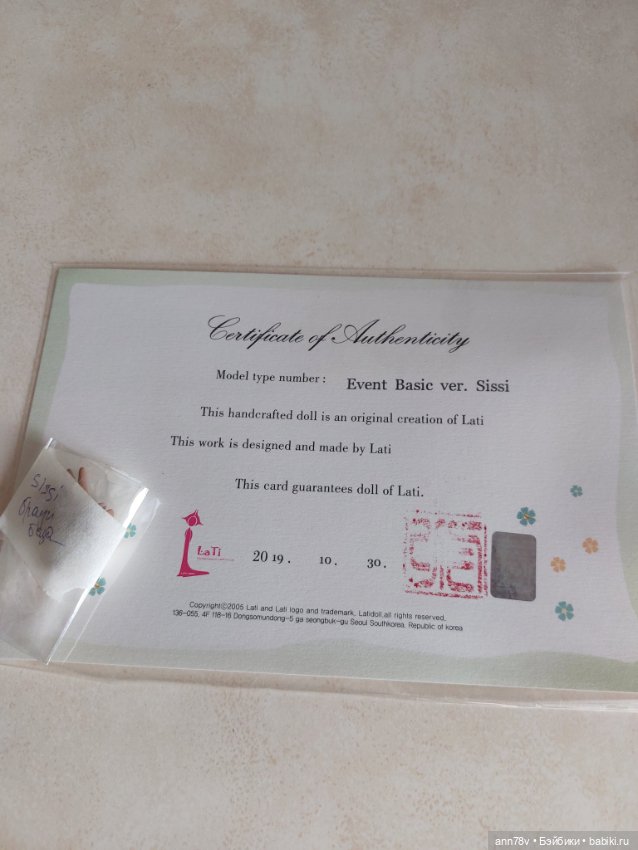 Certificate of Authenticity
Model type number : Event Basic ver. Sissi
This handcrafted doll is an original creation of Lati
This work is designed and made by Lati
This card guarantees doll of Lati.
LaTi
2019. 10. 30.
Copyright©2005 Lati and Lati logo and trademark, Latidoll,all rights reserved.
136-055, 4F 118-16 Dongsomundong-5 ga seongbuk-gu Seoul Southkorea, Republic of korea
Sissi
ann78v • Бэйбики • babiki.ru